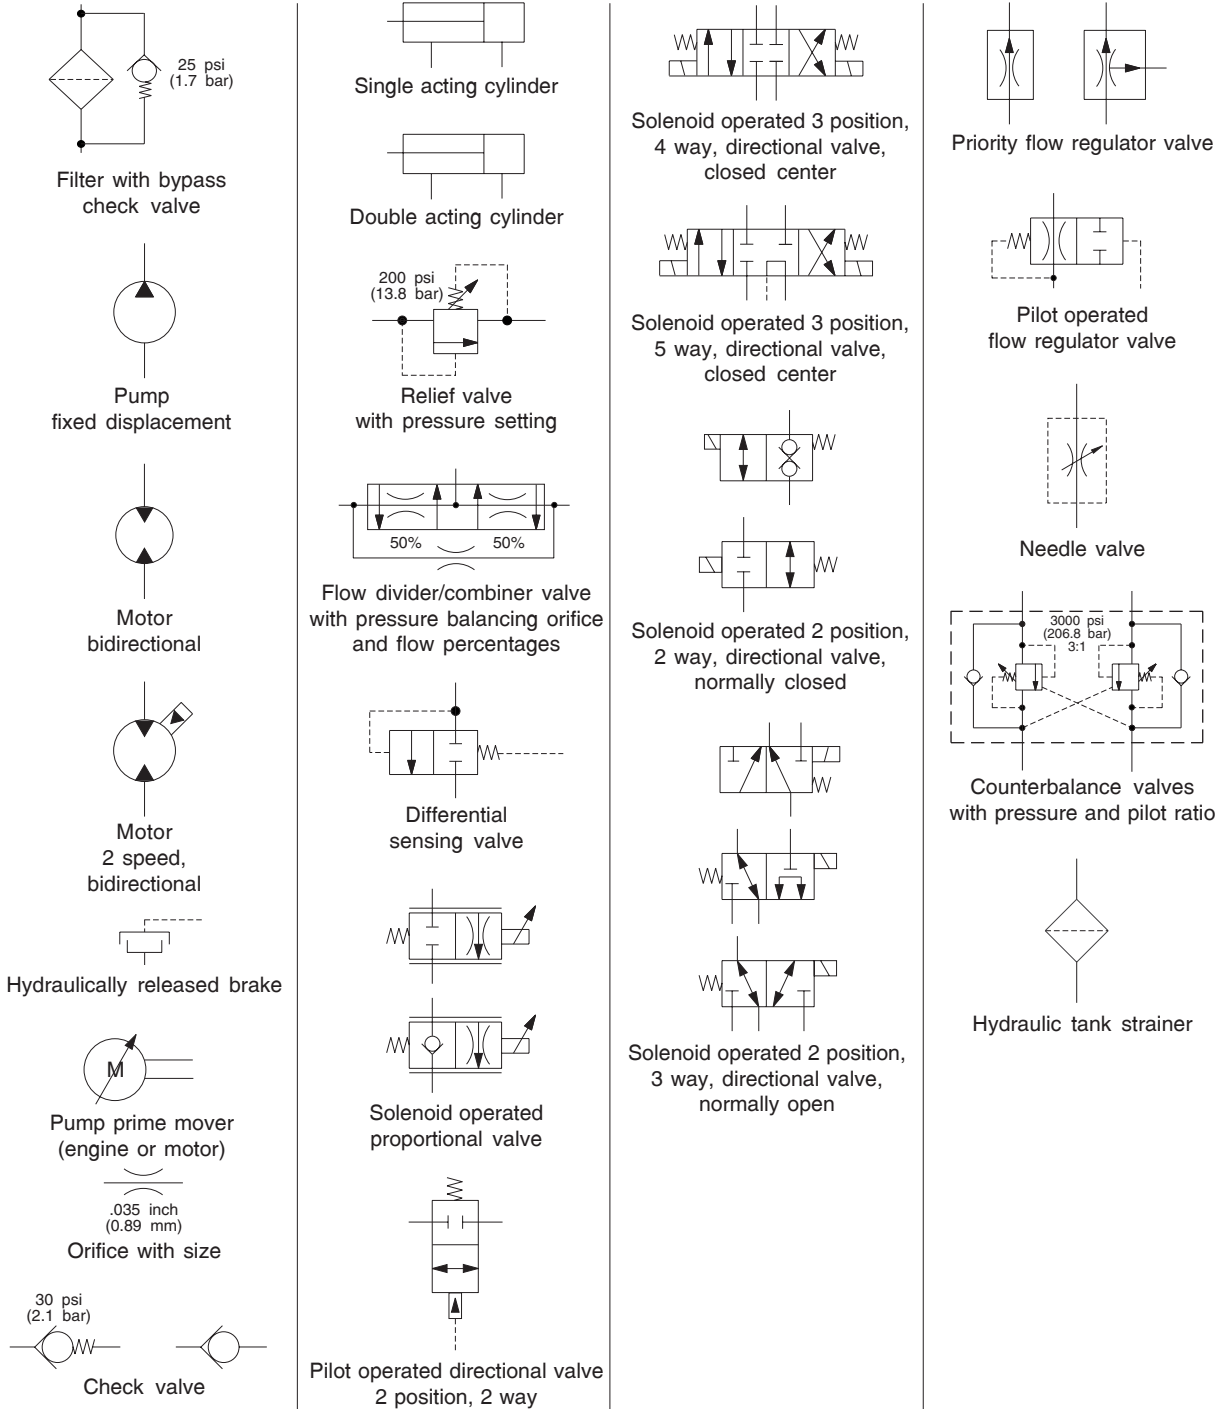 25 psi
(1.7 bar)
Filter with bypass
check valve
Pump
fixed displacement
Motor
bidirectional
Motor
2 speed,
bidirectional
Hydraulically released brake
M
Pump prime mover
(engine or motor)
.035 inch
(0.89 mm)
Orifice with size
30 psi
(2.1 bar)
Check valve
Single acting cylinder
Double acting cylinder
200 psi
(13.8 bar)
Relief valve
with pressure setting
50% 50%
Flow divider/combiner valve
with pressure balancing orifice
and flow percentages
Differential
sensing valve
Solenoid operated
proportional valve
Pilot operated directional valve
2 position, 2 way
Solenoid operated 3 position,
4 way, directional valve,
closed center
Solenoid operated 3 position,
5 way, directional valve,
closed center
Solenoid operated 2 position,
2 way, directional valve,
normally closed
Solenoid operated 2 position,
3 way, directional valve,
normally open
Priority flow regulator valve
Pilot operated
flow regulator valve
Needle valve
3000 psi
(206.8 bar)
3:1
Counterbalance valves
with pressure and pilot ratio
Hydraulic tank strainer